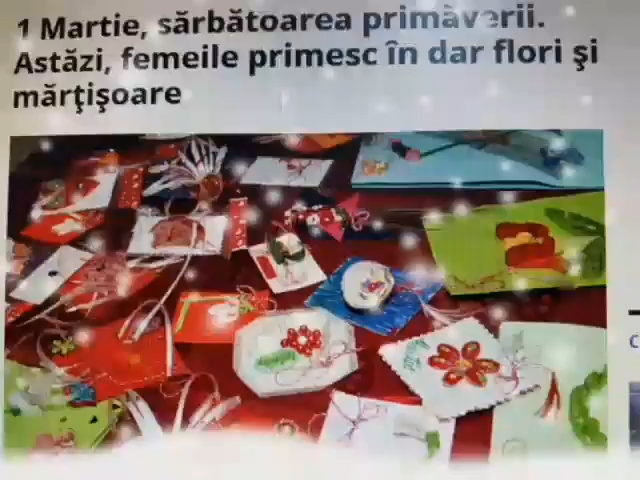 1 Martie, sărbătoarea primăverii.
Astăzi, femeile primesc în dar flori şi
mărţişoare